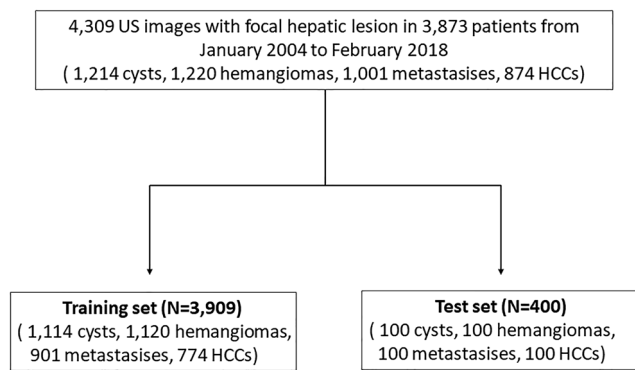 4,309 US images with focal hepatic lesion in 3,873 patients from
January 2004 to February 2018
( 1,214 cysts, 1,220 hemangiomas, 1,001 metastasises, 874 HCCs)
Training set (N=3,909)
( 1,114 cysts, 1,120 hemangiomas,
901 metastasises, 774 HCCs)
Test set (N=400)
( 100 cysts, 100 hemangiomas,
100 metastasises, 100 HCCs)